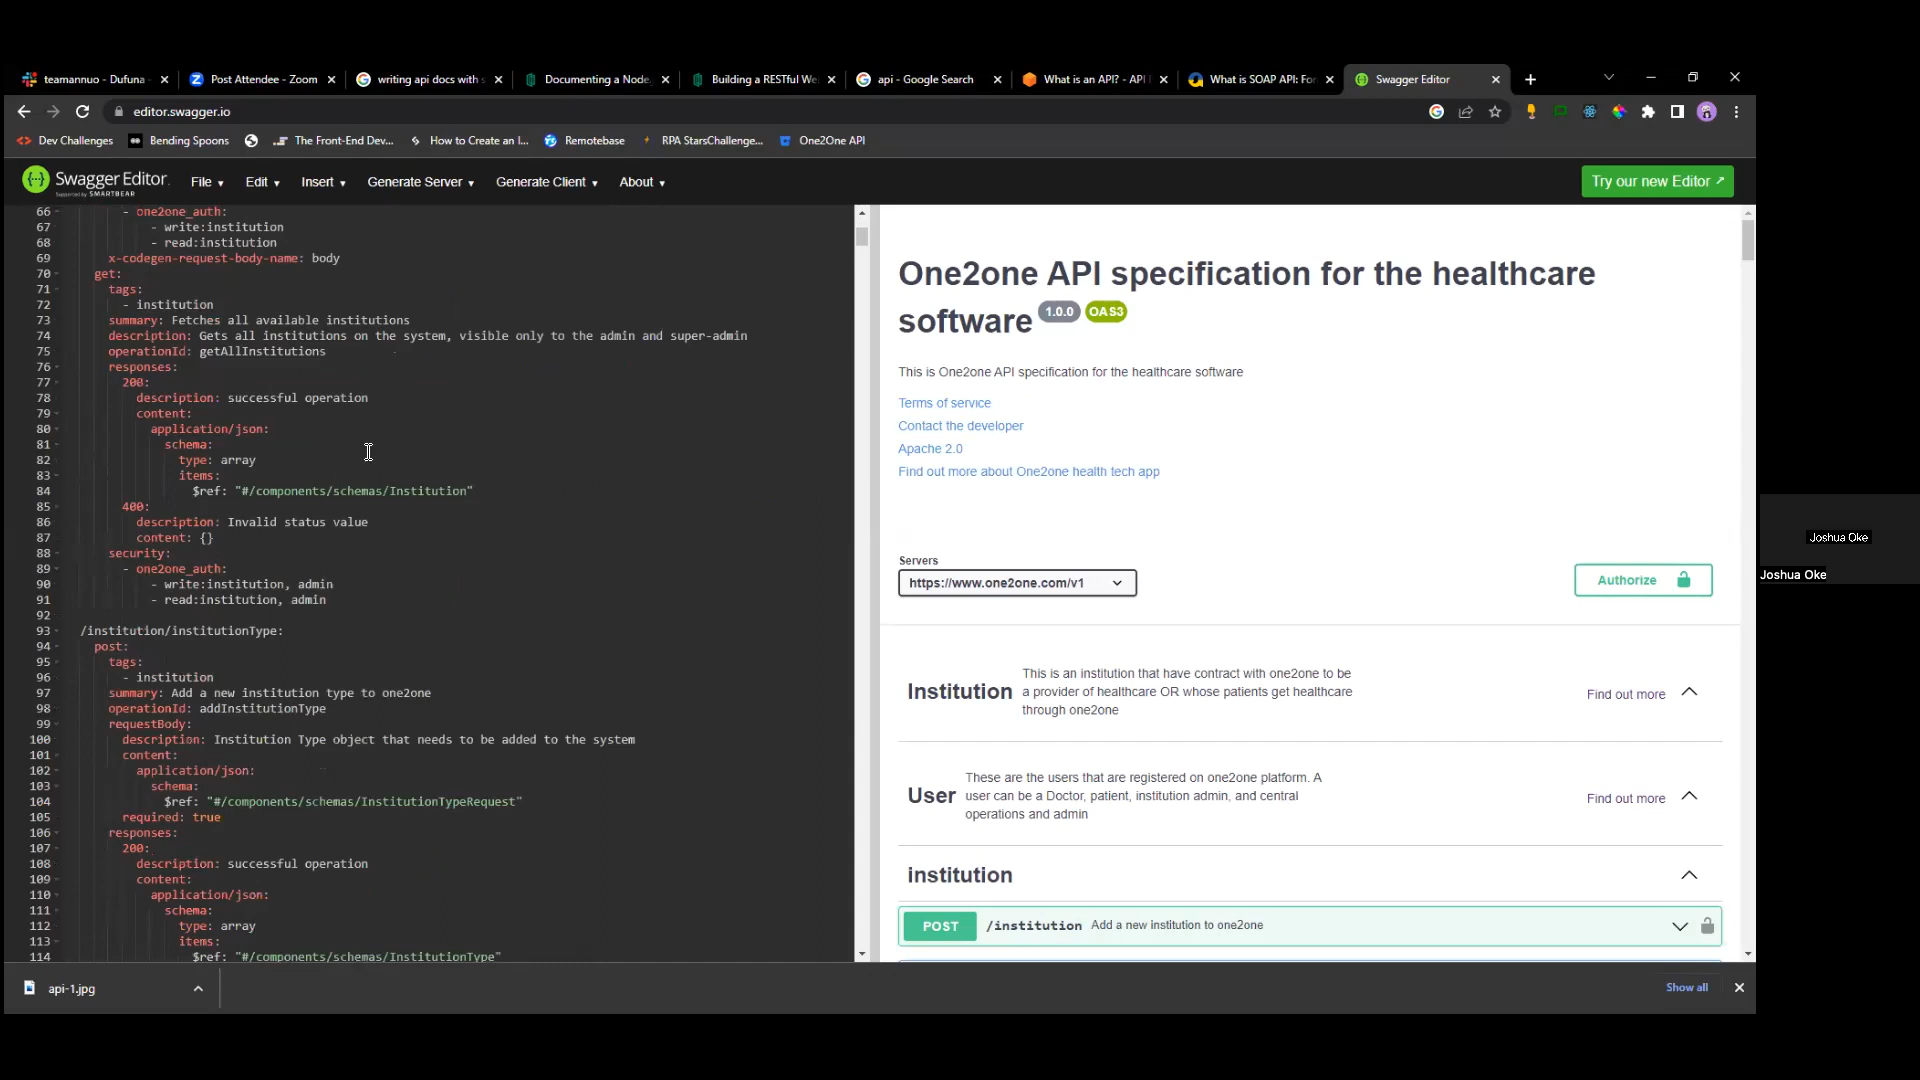 teamannuo - Dufuna
Post Attendee - Zoom
writing api docs with s
Documenting a Node.
Building a RESTful We
api - Google Search
What is an API? - API
What is SOAP API: Fo
Swagger Editor
editor.swagger.io
Dev Challenges
Bending Spoons
The Front-End Dev...
How to Create an I...
Remotebase
RPA StarsChallenge...
One2One API
Swagger Editor.
Supported by SMARTBEAR
File
Edit
Insert
Generate Server
Generate Client
About
Try our new Editor
66 - one2one_auth:
67 - write:institution
68 - read:institution
69 x-codegen-request-body-name: body
70 get:
71 tags:
72 - institution
73 summary: Fetches all available institutions
74 description: Gets all institutions on the system, visible only to the admin and super-admin
75 operationId: getAllInstitutions
76 responses:
77 200:
78 description: successful operation
79 content:
80 application/json:
81 schema:
82 type: array
83 items:
84 $ref: "#/components/schemas/Institution"
85 400:
86 description: Invalid status value
87 content: {}
88 security:
89 - one2one_auth:
90 - write:institution, admin
91 - read:institution, admin
92
93 /institution/institutionType:
94 post:
95 tags:
96 - institution
97 summary: Add a new institution type to one2one
98 operationId: addInstitutionType
99 requestBody:
100 description: Institution Type object that needs to be added to the system
101 content:
102 application/json:
103 schema:
104 $ref: "#/components/schemas/InstitutionTypeRequest"
105 required: true
106 responses:
107 200:
108 description: successful operation
109 content:
110 application/json:
111 schema:
112 type: array
113 items:
114 $ref: "#/components/schemas/InstitutionType"
One2one API specification for the healthcare
software 1.0.0 OAS3
This is One2one API specification for the healthcare software
Terms of service
Contact the developer
Apache 2.0
Find out more about One2one health tech app
Servers
https://www.one2one.com/v1
Authorize
This is an institution that have contract with one2one to be
Institution a provider of healthcare OR whose patients get healthcare
through one2one
Find out more
These are the users that are registered on one2one platform. A
User user can be a Doctor, patient, institution admin, and central
operations and admin
Find out more
institution
POST /institution Add a new institution to one2one
Joshua Oke
Joshua Oke
api-1.jpg
Show all